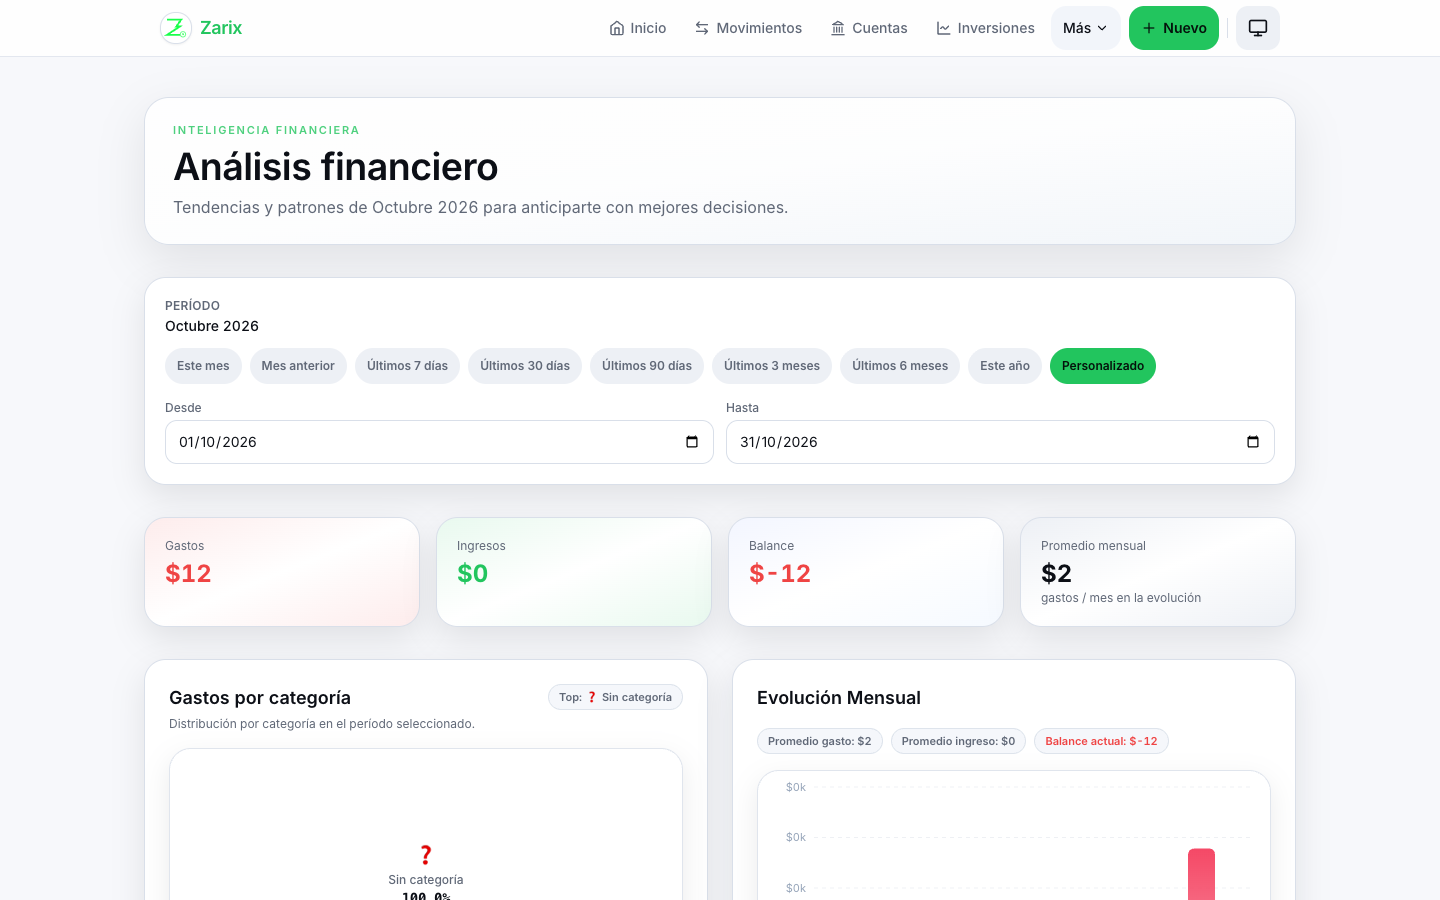 Zarix
Inicio
Movimientos
Cuentas
Inversiones
Más
Nuevo
INTELIGENCIA FINANCIERA
Análisis financiero
Tendencias y patrones de Octubre 2026 para anticiparte con mejores decisiones.
PERÍODO
Octubre 2026
Este mes
Mes anterior
Últimos 7 días
Últimos 30 días
Últimos 90 días
Últimos 3 meses
Últimos 6 meses
Este año
Personalizado
Desde
01/10/2026
Hasta
31/10/2026
Gastos
$12
Ingresos
$0
Balance
$-12
Promedio mensual
$2
gastos / mes en la evolución
Gastos por categoría
Top: ❓ Sin categoría
Distribución por categoría en el período seleccionado.
❓
Sin categoría
100.0%
Evolución Mensual
Promedio gasto: $2
Promedio ingreso: $0
Balance actual: $-12
$0k
$0k
$0k